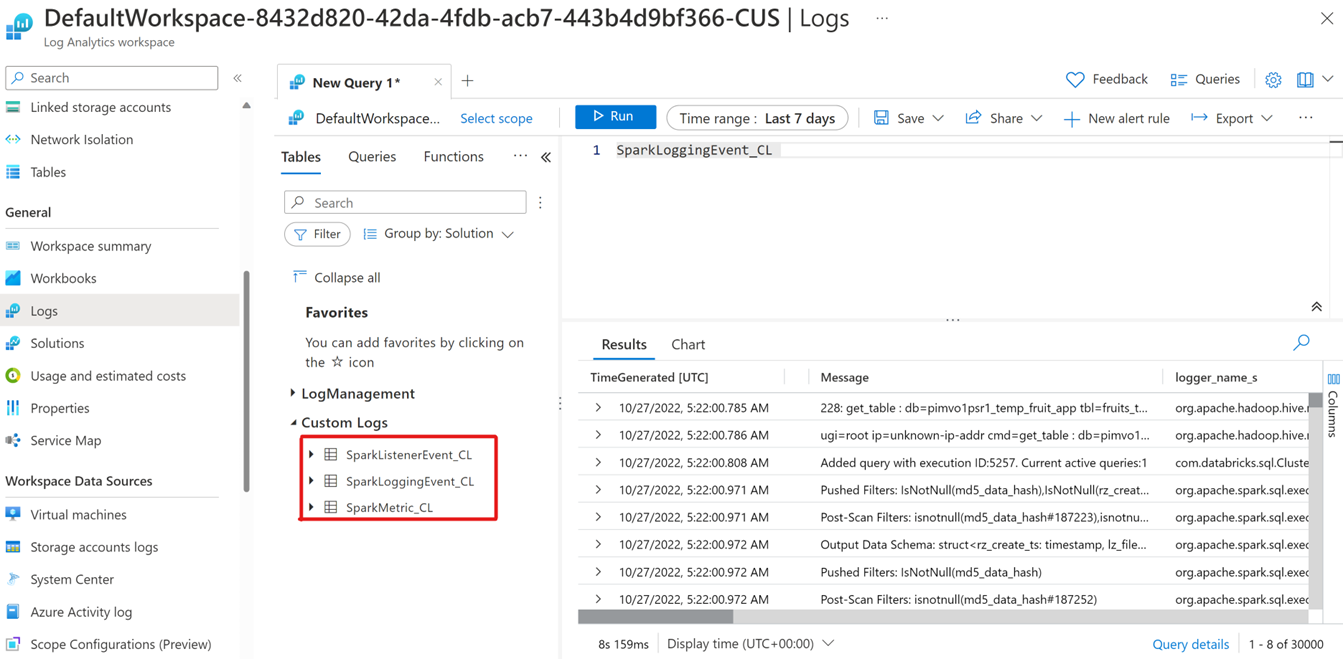 DefaultWorkspace-8432d820-42da-4fdb-acb7-443b4d9bf366-CUS | Logs ...
Log Analytics workspace
Search
Linked storage accounts
Network Isolation
Tables
General
Workspace summary
Workbooks
Logs
Solutions
Usage and estimated costs
Properties
Service Map
Workspace Data Sources
Virtual machines
Storage accounts logs
System Center
Azure Activity log
Scope Configurations (Preview)
New Query 1*
Feedback
Queries
DefaultWorkspace...
Select scope
Run
Time range : Last 7 days
Save
Share
New alert rule
Export
Tables Queries Functions
Search
Filter
Group by: Solution
Collapse all
Favorites
You can add favorites by clicking on
the ☆ icon
LogManagement
Custom Logs
SparkListenerEvent_CL
SparkLoggingEvent_CL
SparkMetric_CL
1 SparkLoggingEvent_CL
Results Chart
TimeGenerated [UTC] Message logger_name_s
10/27/2022, 5:22:00.785 AM 228: get_table : db=pimvo1psr1_temp_fruit_app tbl=fruits_t... org.apache.hadoop.hive.
10/27/2022, 5:22:00.786 AM ugi=root ip=unknown-ip-addr cmd=get_table : db=pimvo1... org.apache.hadoop.hive.
10/27/2022, 5:22:00.808 AM Added query with execution ID:5257. Current active queries:1 com.databricks.sql.Cluste
10/27/2022, 5:22:00.971 AM Pushed Filters: IsNotNull(md5_data_hash),IsNotNull(rz_creat... org.apache.spark.sql.exec
10/27/2022, 5:22:00.971 AM Post-Scan Filters: isnotnull(md5_data_hash#187223),isnotnu... org.apache.spark.sql.exec
10/27/2022, 5:22:00.972 AM Output Data Schema: struct<rz_create_ts: timestamp, lz_file... org.apache.spark.sql.exec
10/27/2022, 5:22:00.972 AM Pushed Filters: IsNotNull(md5_data_hash) org.apache.spark.sql.exec
10/27/2022, 5:22:00.972 AM Post-Scan Filters: isnotnull(md5_data_hash#187252) org.apache.spark.sql.exec
Columns
8s 159ms
Display time (UTC+00:00)
Query details
1 - 8 of 30000